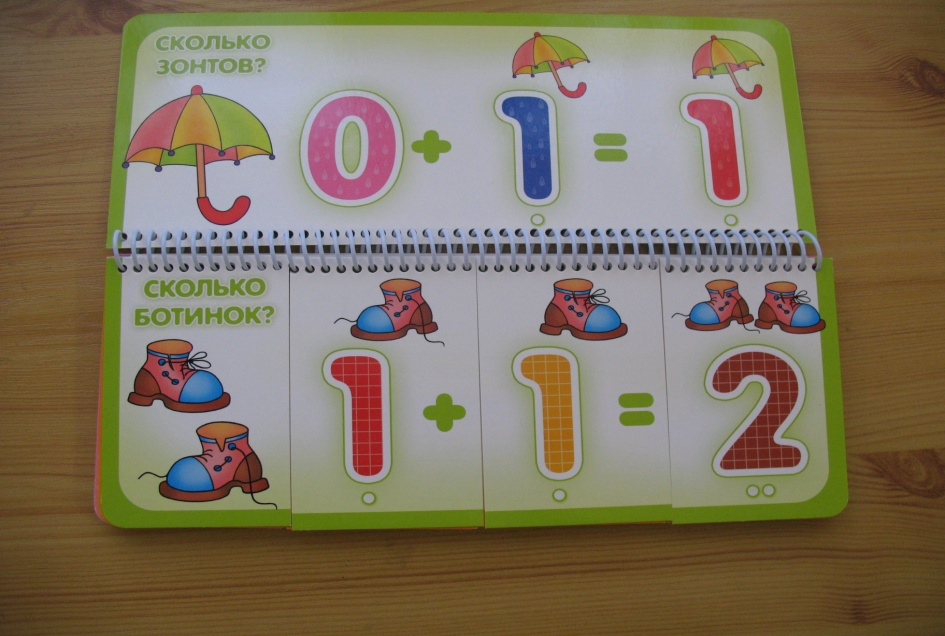 СКОЛЬКО
ЗОНТОВ?
0 + 1 = 1
СКОЛЬКО
БОТИНОК?
1 + 1 = 2